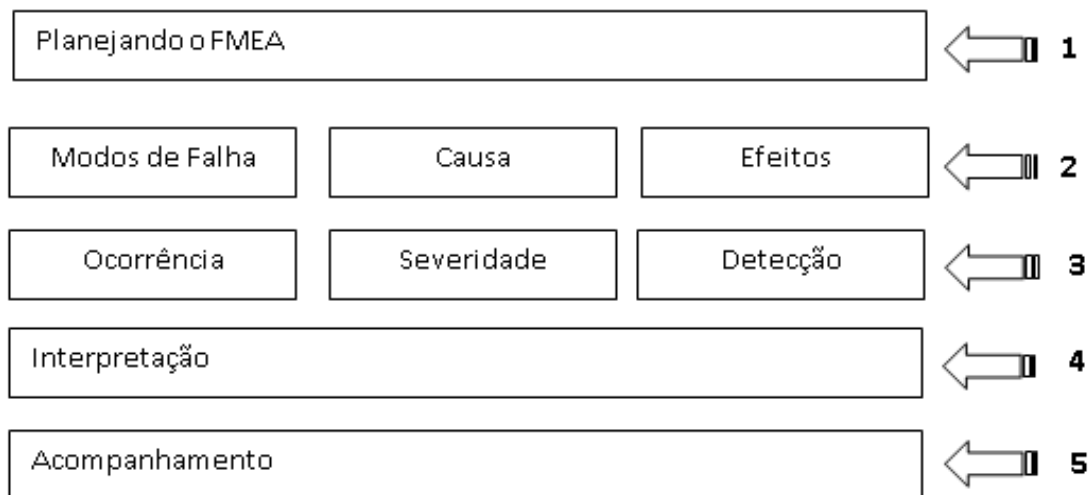 Planejando o FMEA 1
Modos de Falha Causa Efeitos 2
Ocorrência Severidade Detecção 3
Interpretação 4
Acompanhamento 5